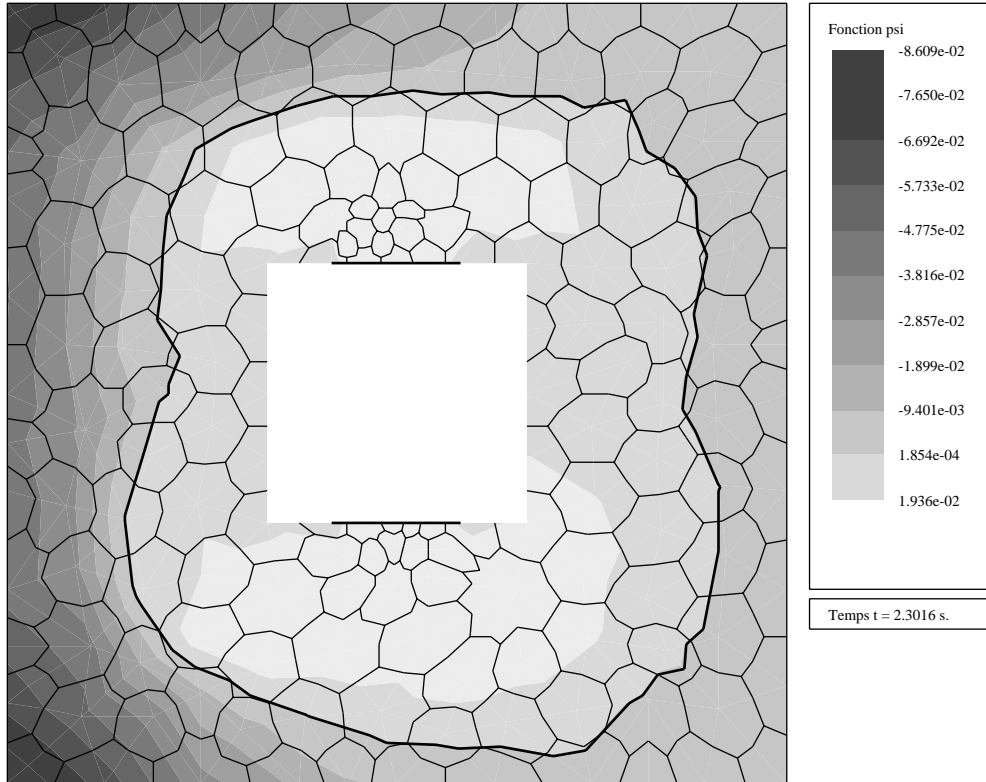 Fonction psi
-8.609e-02
-7.650e-02
-6.692e-02
-5.733e-02
-4.775e-02
-3.816e-02
-2.857e-02
-1.899e-02
-9.401e-03
1.854e-04
1.936e-02
Temps t = 2.3016 s.